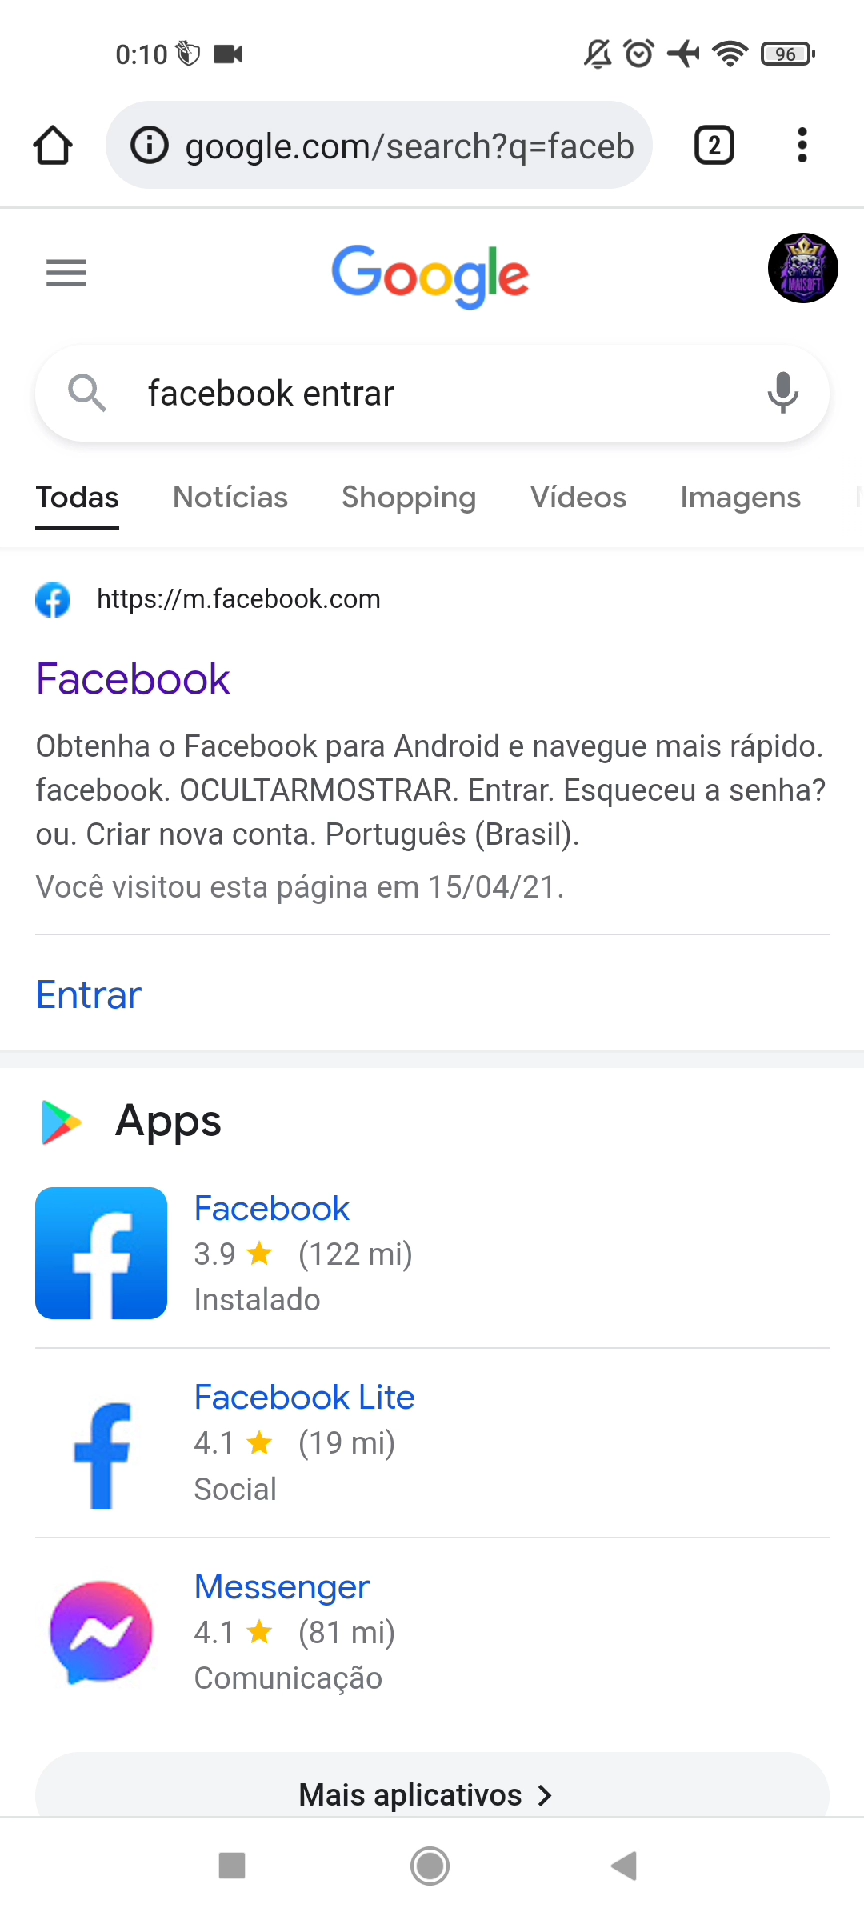 0:10
96
google.com/search?q=faceb
2
Google
MAISOFT
facebook entrar
Todas Notícias Shopping Vídeos Imagens
https://m.facebook.com
Facebook
Obtenha o Facebook para Android e navegue mais rápido.
facebook. OCULTARMOSTRAR. Entrar. Esqueceu a senha?
ou. Criar nova conta. Português (Brasil).
Você visitou esta página em 15/04/21.
Entrar
Apps
Facebook
3.9 ★ (122 mi)
Instalado
Facebook Lite
4.1 ★ (19 mi)
Social
Messenger
4.1 ★ (81 mi)
Comunicação
Mais aplicativos